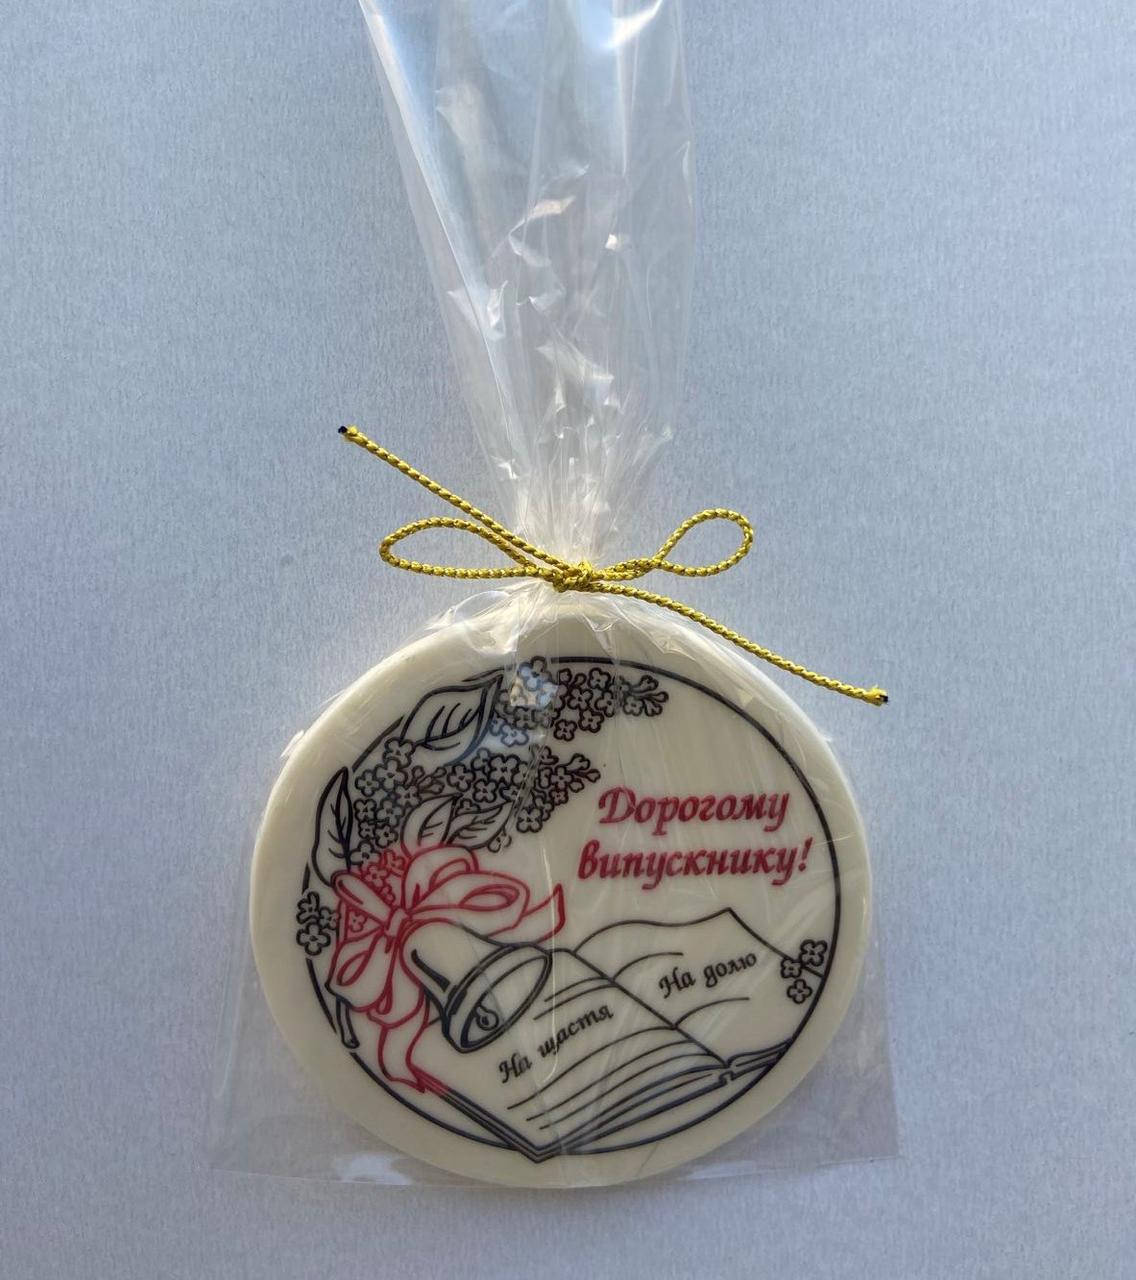 Дорогому
випускнику!
На щастя
На долю